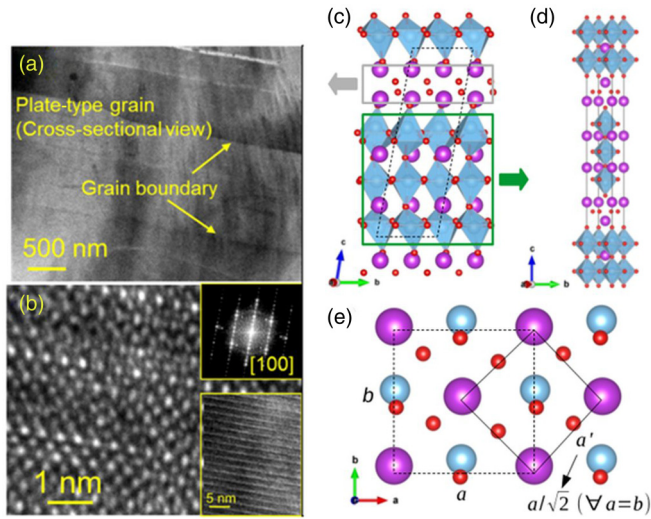 (a)
Plate-type grain
(Cross-sectional view)
Grain boundary
500 nm
(b)
[100]
1 nm
5 nm
(c)
c
a
b
(d)
c
a
b
(e)
b
a
a'
a/√2 (∀ a=b)
b
a